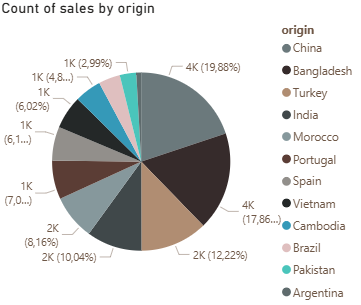 Count of sales by origin
origin
China
Bangladesh
Turkey
India
Morocco
Portugal
Spain
Vietnam
Cambodia
Brazil
Pakistan
Argentina
4K (19,88%)
4K
(17,86...)
2K (12,22%)
2K (10,04%)
2K
(8,16%)
1K
(7,0...)
1K
(6,1...)
1K
(6,02%)
1K (4,8...)
1K (2,99%)